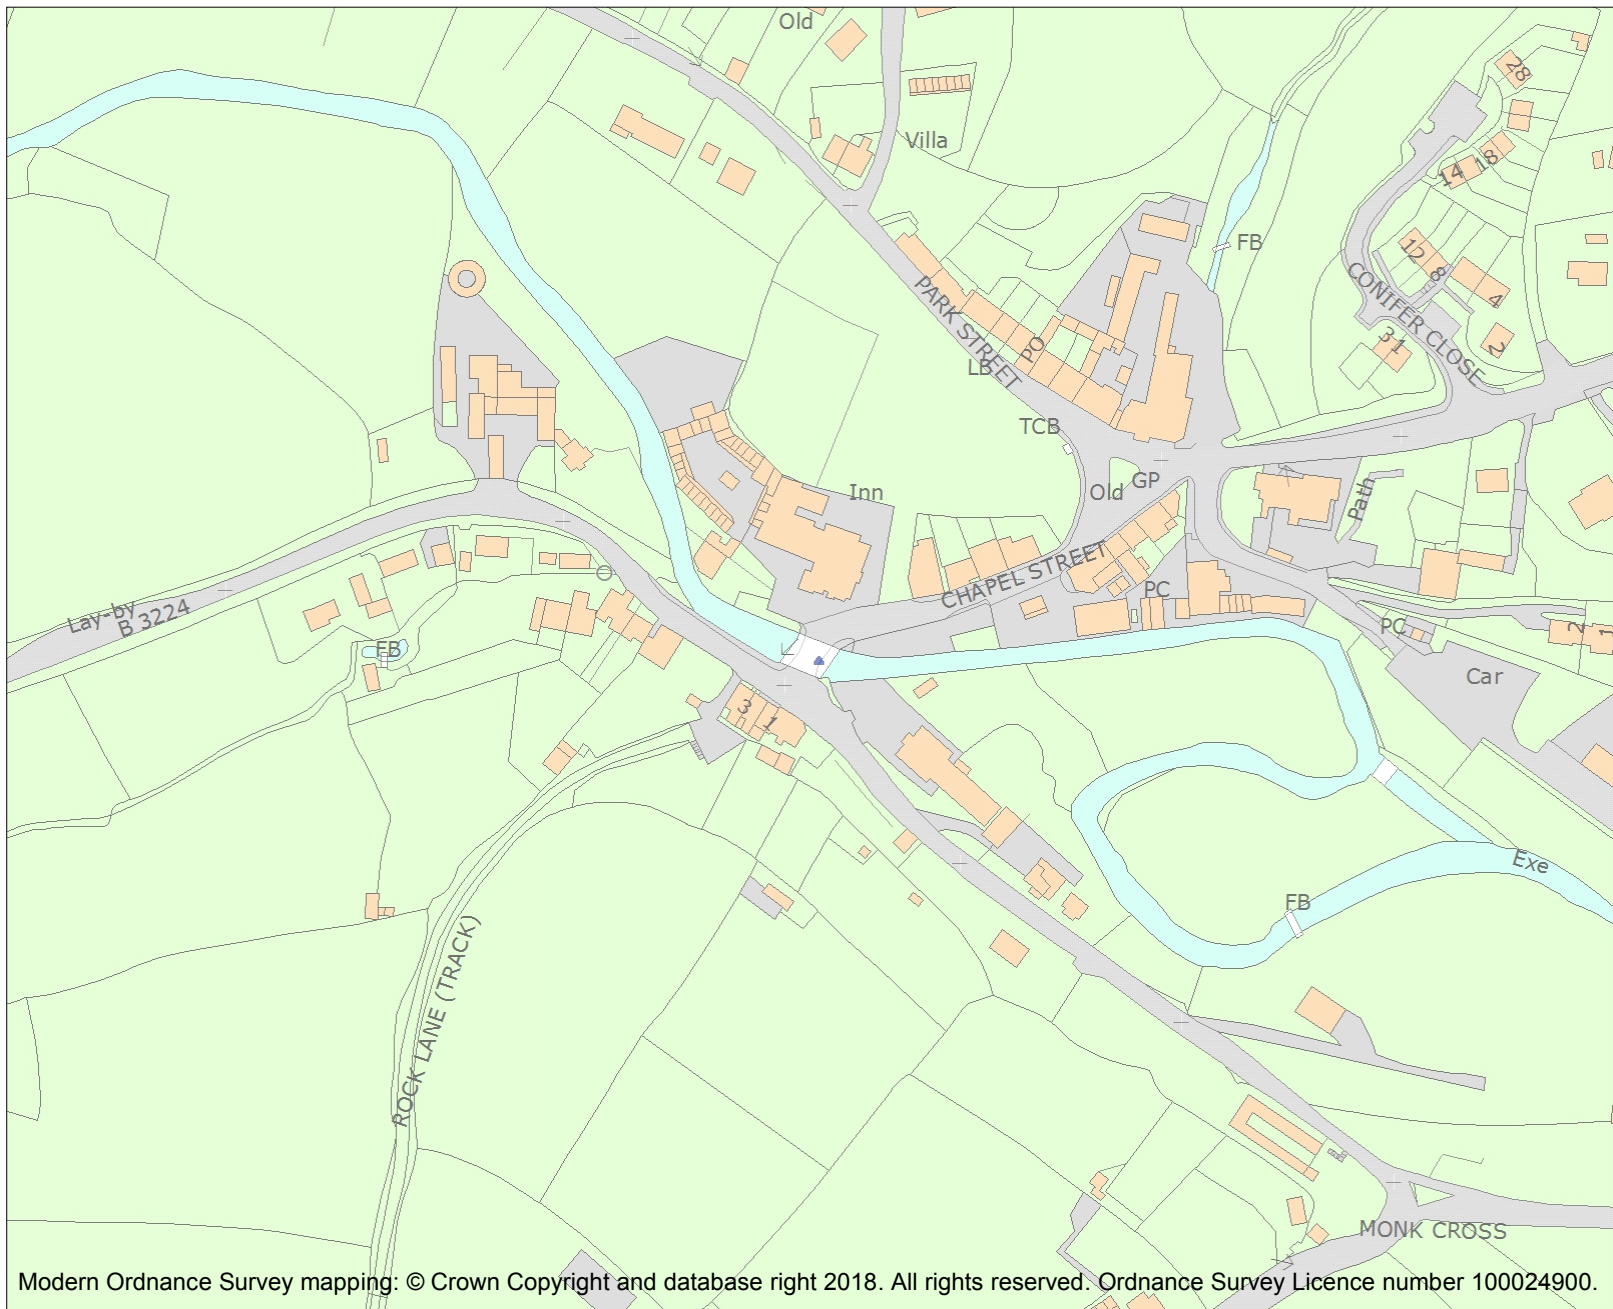 Old
28
Villa
14
18
FB
12
8
4
CONIFER CLOSE
PARK STREET
PO
LB
3
1
2
TCB
Inn
Old
GP
Path
CHAPEL STREET
PC
Lay-by
B 3224
FB
PC
2
1
Car
3
1
Exe
FB
ROCK LANE (TRACK)
MONK CROSS
Modern Ordnance Survey mapping: © Crown Copyright and database right 2018. All rights reserved. Ordnance Survey Licence number 100024900.